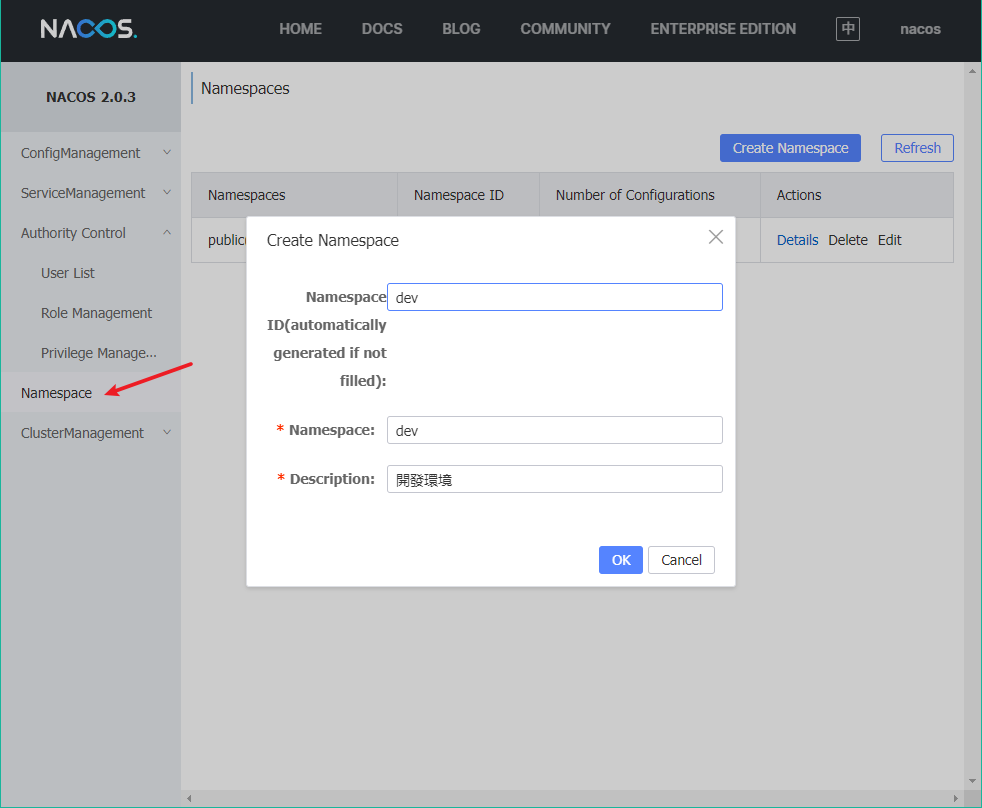 NACOS.
HOME DOCS BLOG COMMUNITY ENTERPRISE EDITION 中 nacos
NACOS 2.0.3
ConfigManagement
ServiceManagement
Authority Control
User List
Role Management
Privilege Manage...
Namespace
ClusterManagement
Namespaces
Create Namespace Refresh
Namespaces Namespace ID Number of Configurations Actions
public Details Delete Edit
Create Namespace
Namespace dev
ID(automatically
generated if not
filled):
* Namespace: dev
* Description: 開發環境
OK Cancel